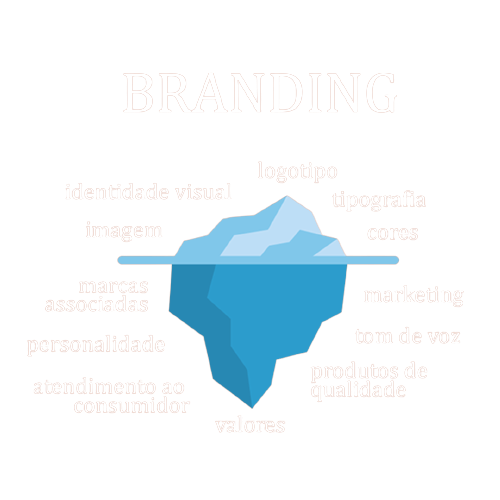 BRANDING
logotipo
identidade visual
tipografia
imagem
cores
marcas
associadas
marketing
personalidade
tom de voz
produtos de
qualidade
atendimento ao
consumidor
valores